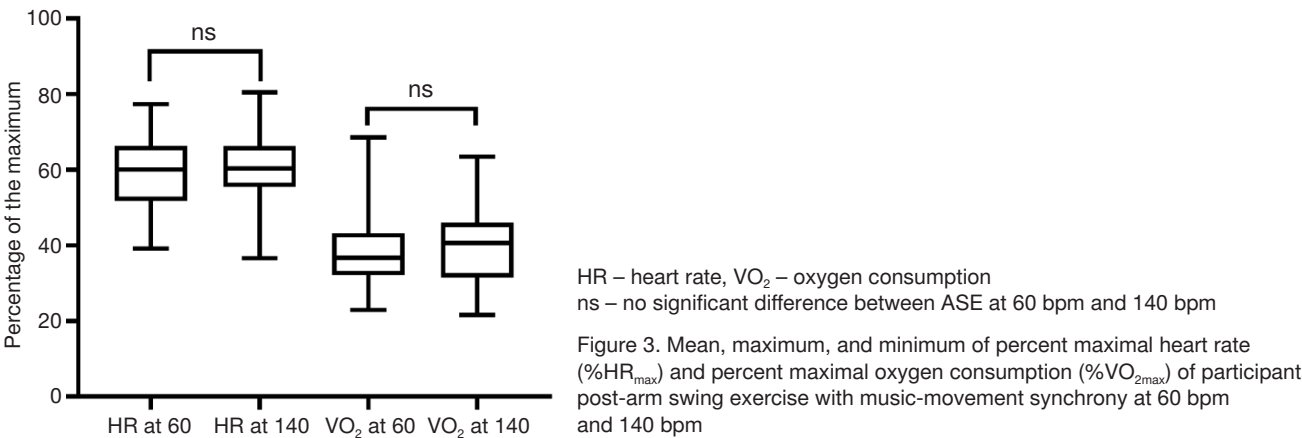 Percentage of the maximum
100
80
60
40
20
0
ns
ns
HR at 60 HR at 140 VO₂ at 60 VO₂ at 140
HR – heart rate, VO₂ – oxygen consumption
ns – no significant difference between ASE at 60 bpm and 140 bpm
Figure 3. Mean, maximum, and minimum of percent maximal heart rate
(%HRmax) and percent maximal oxygen consumption (%VO₂max) of participant
post-arm swing exercise with music-movement synchrony at 60 bpm
and 140 bpm